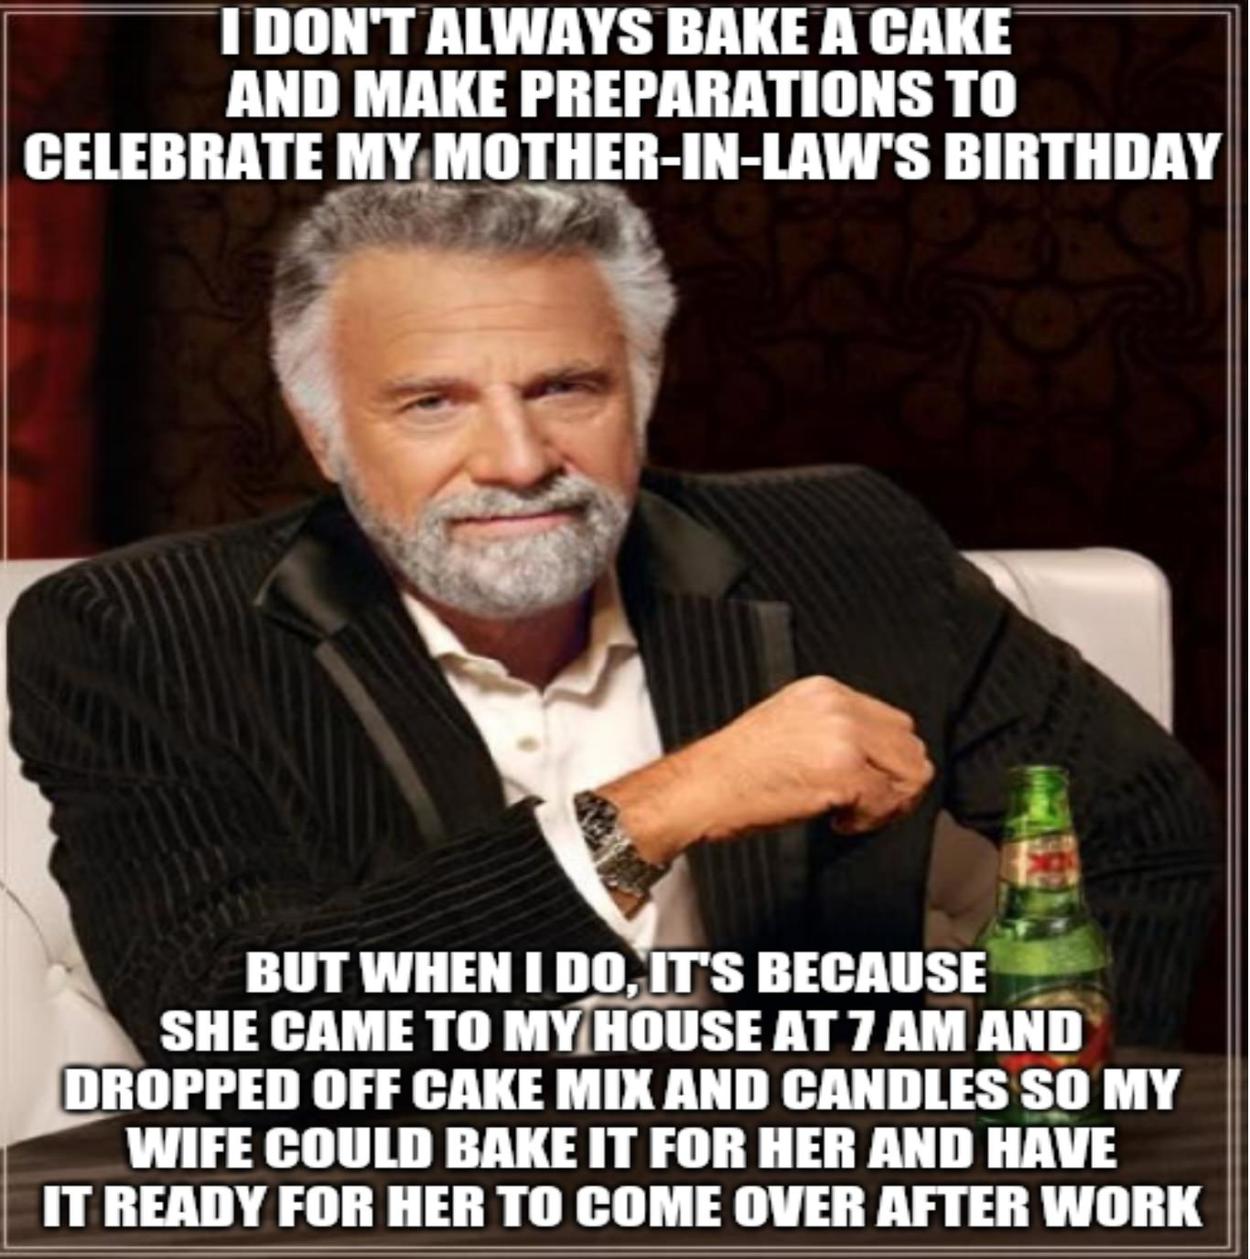 I DON'T ALWAYS BAKE A CAKE
AND MAKE PREPARATIONS TO
CELEBRATE MY MOTHER-IN-LAW'S BIRTHDAY
XX
BUT WHEN I DO, IT'S BECAUSE
SHE CAME TO MY HOUSE AT 7 AM AND
DROPPED OFF CAKE MIX AND CANDLES SO MY
WIFE COULD BAKE IT FOR HER AND HAVE
IT READY FOR HER TO COME OVER AFTER WORK